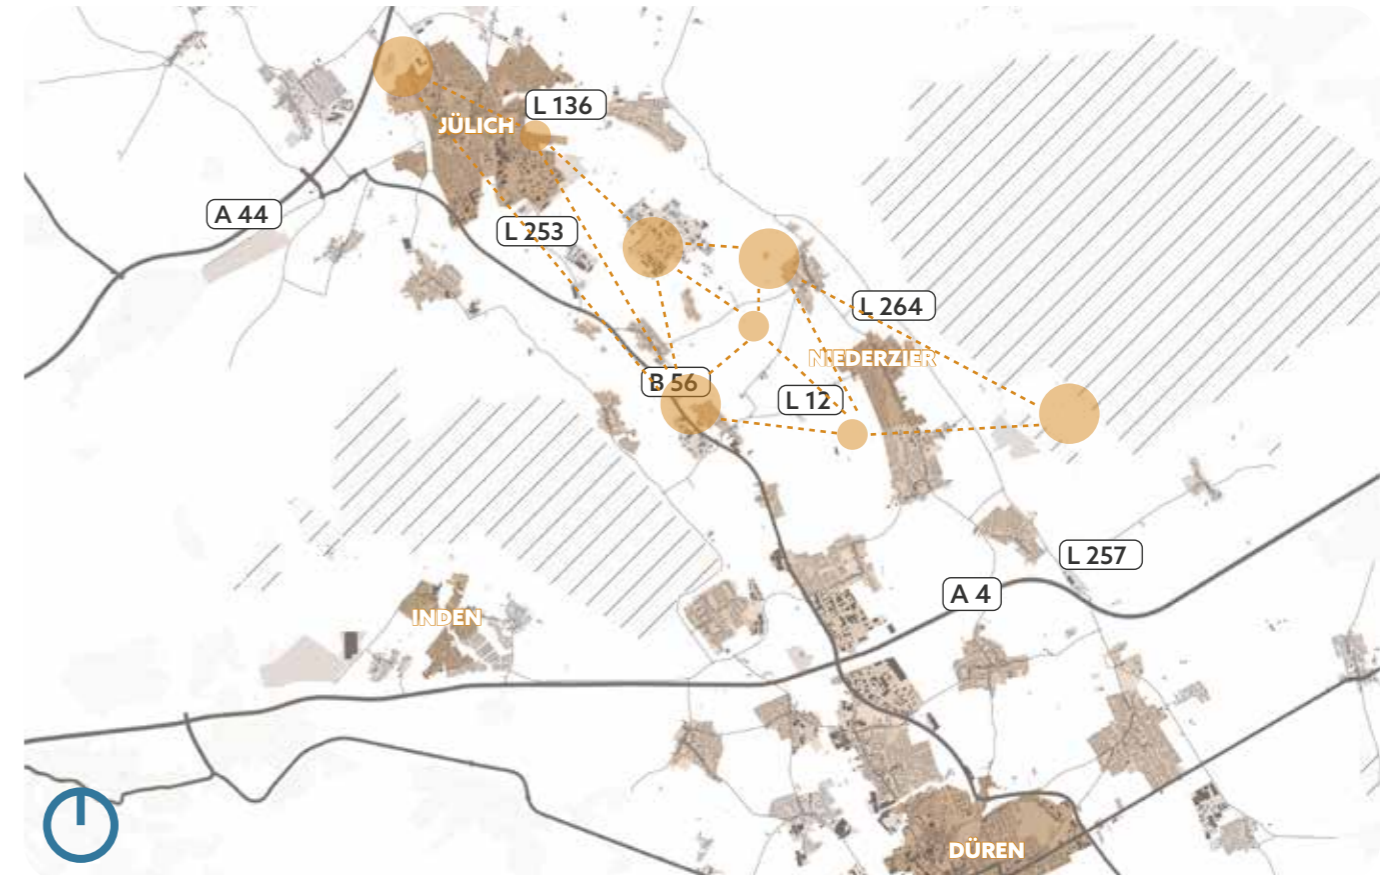 L 136
JÜLICH
A 44
L 253
L 264
NIEDERZIER
B 56
L 12
L 257
A 4
INDEN
DÜREN